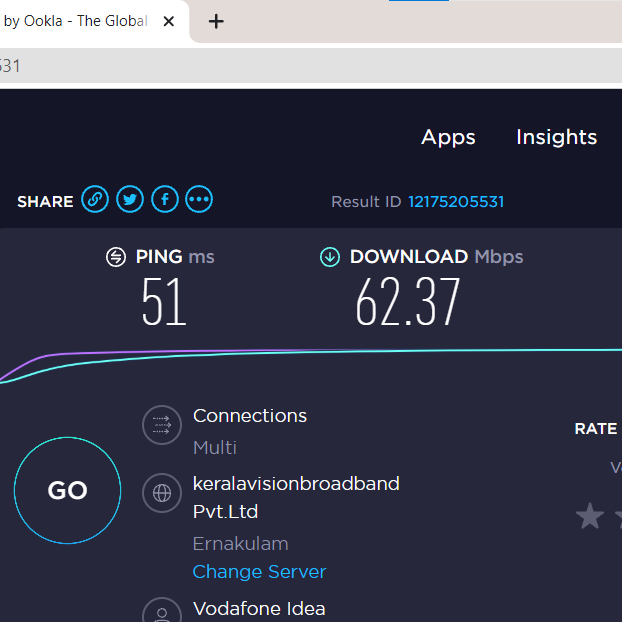 by Ookla - The Global
531
Apps Insights
SHARE
Result ID 12175205531
PING ms
DOWNLOAD Mbps
51
62.37
Connections
Multi
GO
keralavisionbroadband
Pvt.Ltd
Ernakulam
Change Server
Vodafone Idea
RATE